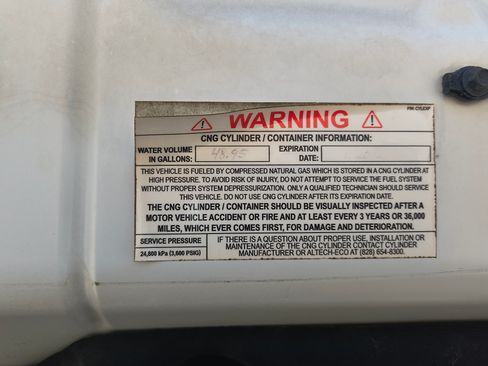 P/N: CYLEXP
WARNING
CNG CYLINDER / CONTAINER INFORMATION:
WATER VOLUME IN GALLONS: 48.95
EXPIRATION DATE:
THIS VEHICLE IS FUELED BY COMPRESSED NATURAL GAS WHICH IS STORED IN A CNG CYLINDER AT
HIGH PRESSURE. TO AVOID RISK OF INJURY, DO NOT ATTEMPT TO SERVICE THE FUEL SYSTEM
WITHOUT PROPER SYSTEM DEPRESSURIZATION. ONLY A QUALIFIED TECHNICIAN SHOULD SERVICE
THIS VEHICLE. DO NOT USE CNG CYLINDER AFTER ITS EXPIRATION DATE.
THE CNG CYLINDER / CONTAINER SHOULD BE VISUALLY INSPECTED AFTER A
MOTOR VEHICLE ACCIDENT OR FIRE AND AT LEAST EVERY 3 YEARS OR 36,000
MILES, WHICH EVER COMES FIRST, FOR DAMAGE AND DETERIORATION.
SERVICE PRESSURE
24,800 kPa (3,600 PSIG)
IF THERE IS A QUESTION ABOUT PROPER USE, INSTALLATION OR
MAINTENANCE OF THE CNG CYLINDER CONTACT CYLINDER
MANUFACTURER OR ALTECH-ECO AT (828) 654-8300.